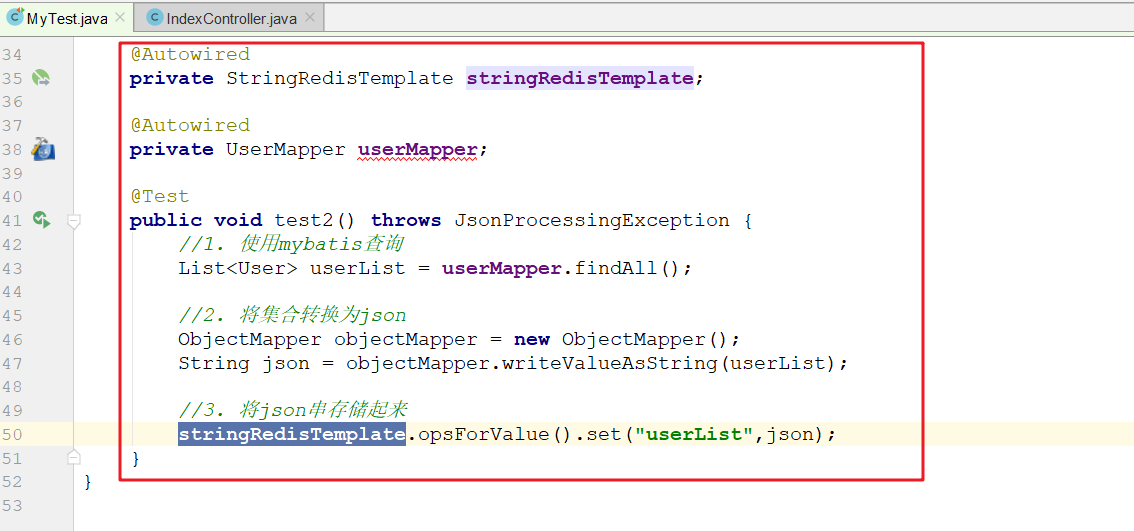 MyTest.java IndexController.java
34 @Autowired
35 private StringRedisTemplate stringRedisTemplate;
36
37 @Autowired
38 private UserMapper userMapper;
39
40 @Test
41 public void test2() throws JsonProcessingException {
42 //1. 使用mybatis查询
43 List<User> userList = userMapper.findAll();
44
45 //2. 将集合转换为json
46 ObjectMapper objectMapper = new ObjectMapper();
47 String json = objectMapper.writeValueAsString(userList);
48
49 //3. 将json串存储起来
50 stringRedisTemplate.opsForValue().set("userList",json);
51 }
52 }
53